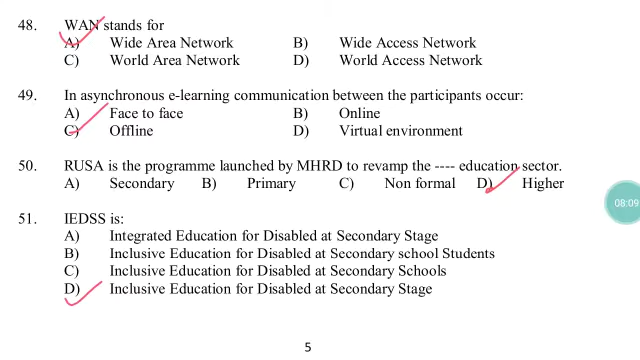 48. WAN stands for
A) Wide Area Network B) Wide Access Network
C) World Area Network D) World Access Network
49. In asynchronous e-learning communication between the participants occur:
A) Face to face B) Online
C) Offline D) Virtual environment
50. RUSA is the programme launched by MHRD to revamp the ---- education sector.
A) Secondary B) Primary C) Non formal D) Higher
08:09
51. IEDSS is:
A) Integrated Education for Disabled at Secondary Stage
B) Inclusive Education for Disabled at Secondary school Students
C) Inclusive Education for Disabled at Secondary Schools
D) Inclusive Education for Disabled at Secondary Stage
5